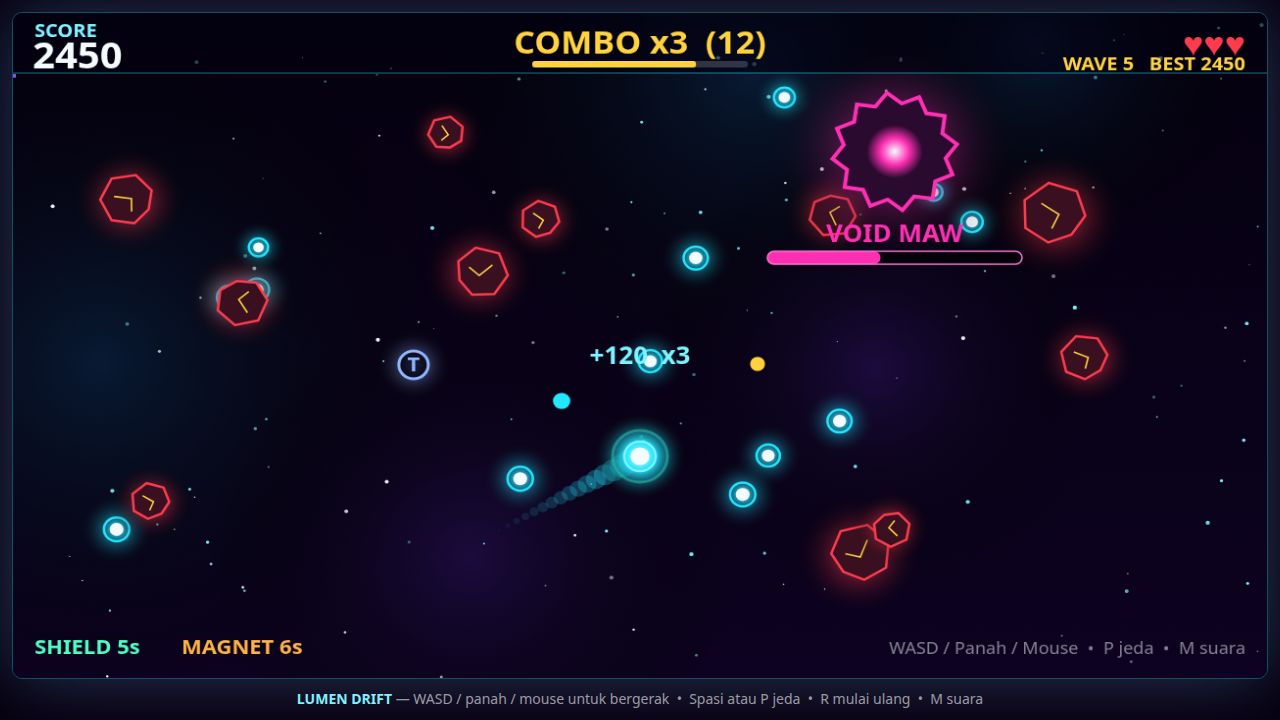 SCORE
2450
COMBO x3 (12)
♥♥♥
WAVE 5 BEST 2450
VOID MAW
+120 x3
T
SHIELD 5s MAGNET 6s
WASD / Panah / Mouse • P jeda • M suara
LUMEN DRIFT — WASD / panah / mouse untuk bergerak • Spasi atau P jeda • R mulai ulang • M suara